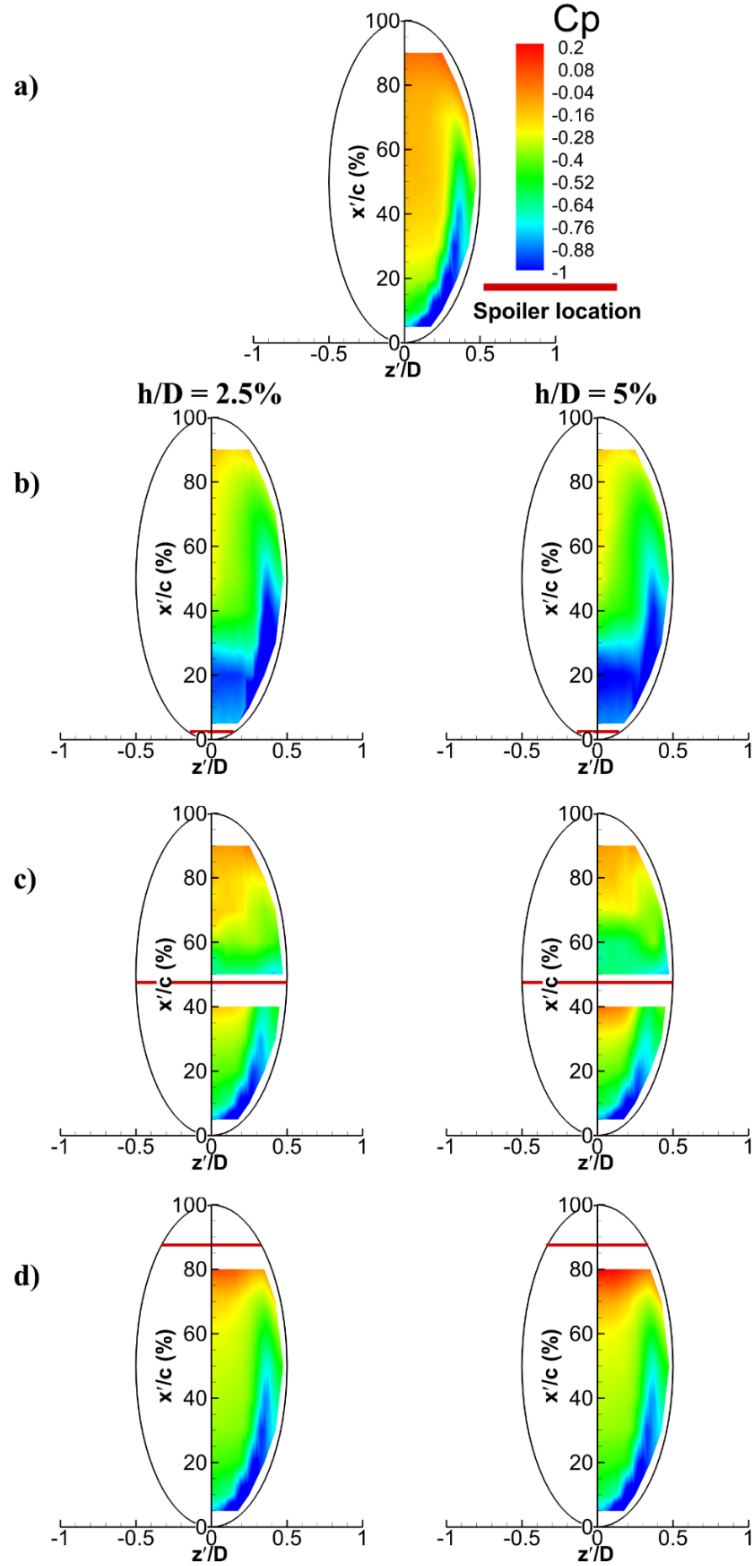 a)
Cp
0.2
0.08
-0.04
-0.16
-0.4
-0.52
-0.64
-0.76
-0.88
-1
Spoiler location
100
80
60
40
20
0
x′/c (%)
-1 -0.5 0 0.5 1
z′/D
h/D = 2.5%
h/D = 5%
b)
100
80
60
40
20
0
x′/c (%)
-1 -0.5 0 0.5 1
z′/D
100
80
60
40
20
0
x′/c (%)
-1 -0.5 0 0.5 1
z′/D
c)
100
80
60
40
20
0
x′/c (%)
-1 -0.5 0 0.5 1
z′/D
100
80
60
40
20
0
x′/c (%)
-1 -0.5 0 0.5 1
z′/D
d)
100
80
60
40
20
0
x′/c (%)
-1 -0.5 0 0.5 1
z′/D
100
80
60
40
20
0
x′/c (%)
-1 -0.5 0 0.5 1
z′/D